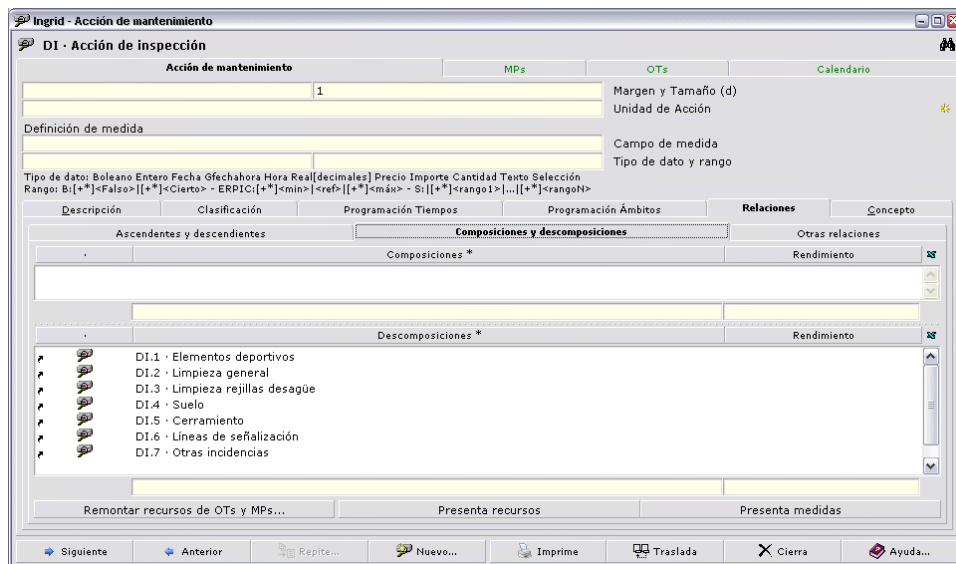 Ingrid - Acción de mantenimiento
DI · Acción de inspección
Acción de mantenimiento MPs OTs Calendario
1 Margen y Tamaño (d)
Unidad de Acción
Definición de medida
Campo de medida
Tipo de dato y rango
Tipo de dato: Boleano Entero Fecha Gfechahora Hora Real[decimales] Precio Importe Cantidad Texto Selección
Rango: B:[+*]<Falso>|[+*]<Cierto> - ERPIC:[+*]<min>|<ref>|[+*]<máx> - S:|[+*]<rango1>|...|[+*]<rangoN>
Descripción Clasificación Programación Tiempos Programación Ámbitos Relaciones Concepto
Ascendentes y descendientes Composiciones y descomposiciones Otras relaciones
. Composiciones * Rendimiento
. Descomposiciones * Rendimiento
DI.1 · Elementos deportivos
DI.2 · Limpieza general
DI.3 · Limpieza rejillas desagüe
DI.4 · Suelo
DI.5 · Cerramiento
DI.6 · Líneas de señalización
DI.7 · Otras incidencias
Remontar recursos de OTs y MPs... Presenta recursos Presenta medidas
Siguiente Anterior Repite... Nuevo... Imprime Traslada Cierra Ayuda...